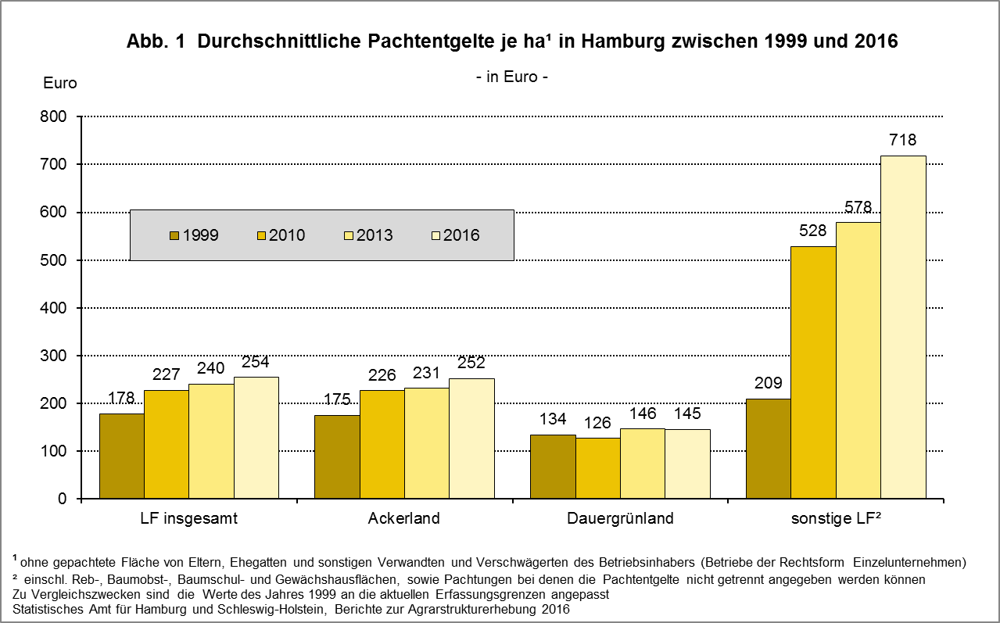 Abb. 1 Durchschnittliche Pachtentgelte je ha¹ in Hamburg zwischen 1999 und 2016
- in Euro -
Euro
800
700
600
500
400
300
200
100
0
1999 2010 2013 2016
178 227 240 254
175 226 231 252
134 126 146 145
209 528 578 718
LF insgesamt Ackerland Dauergrünland sonstige LF²
¹ ohne gepachtete Fläche von Eltern, Ehegatten und sonstigen Verwandten und Verschwägerten des Betriebsinhabers (Betriebe der Rechtsform Einzelunternehmen)
² einschl. Reb-, Baumobst-, Baumschul- und Gewächshausflächen, sowie Pachtungen bei denen die Pachtentgelte nicht getrennt angegeben werden können
Zu Vergleichszwecken sind die Werte des Jahres 1999 an die aktuellen Erfassungsgrenzen angepasst
Statistisches Amt für Hamburg und Schleswig-Holstein, Berichte zur Agrarstrukturerhebung 2016